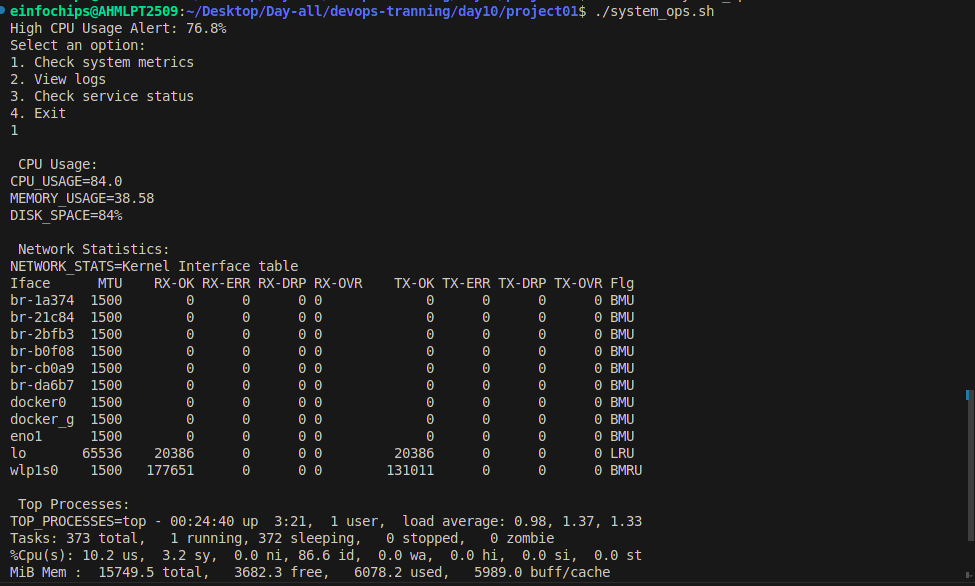 einfochips@AHMLPT2509:~/Desktop/Day-all/devops-tranning/day10/project01$ ./system_ops.sh
High CPU Usage Alert: 76.8%
Select an option:
1. Check system metrics
2. View logs
3. Check service status
4. Exit
1

 CPU Usage:
CPU_USAGE=84.0
MEMORY_USAGE=38.58
DISK_SPACE=84%

 Network Statistics:
NETWORK_STATS=Kernel Interface table
Iface      MTU    RX-OK RX-ERR RX-DRP RX-OVR    TX-OK TX-ERR TX-DRP TX-OVR Flg
br-1a374  1500        0      0      0 0             0      0      0      0 BMU
br-21c84  1500        0      0      0 0             0      0      0      0 BMU
br-2bfb3  1500        0      0      0 0             0      0      0      0 BMU
br-b0f08  1500        0      0      0 0             0      0      0      0 BMU
br-cb0a9  1500        0      0      0 0             0      0      0      0 BMU
br-da6b7  1500        0      0      0 0             0      0      0      0 BMU
docker0   1500        0      0      0 0             0      0      0      0 BMU
docker_g  1500        0      0      0 0             0      0      0      0 BMU
eno1      1500        0      0      0 0             0      0      0      0 BMU
lo       65536    20386      0      0 0         20386      0      0      0 LRU
wlp1s0    1500   177651      0      0 0        131011      0      0      0 BMRU

 Top Processes:
TOP_PROCESSES=top - 00:24:40 up  3:21,  1 user,  load average: 0.98, 1.37, 1.33
Tasks: 373 total,   1 running, 372 sleeping,   0 stopped,   0 zombie
%Cpu(s): 10.2 us,  3.2 sy,  0.0 ni, 86.6 id,  0.0 wa,  0.0 hi,  0.0 si,  0.0 st
MiB Mem :  15749.5 total,   3682.3 free,   6078.2 used,   5989.0 buff/cache